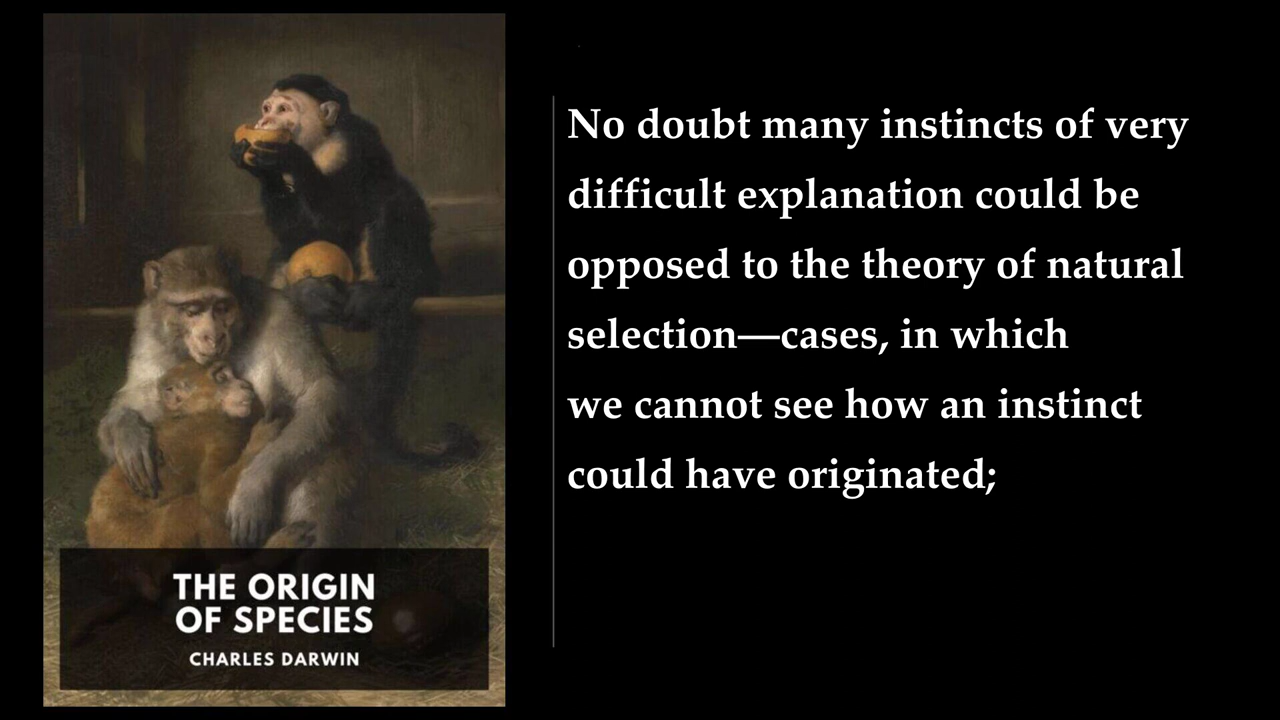 THE ORIGIN
OF SPECIES
CHARLES DARWIN
No doubt many instincts of very
difficult explanation could be
opposed to the theory of natural
selection—cases, in which
we cannot see how an instinct
could have originated;